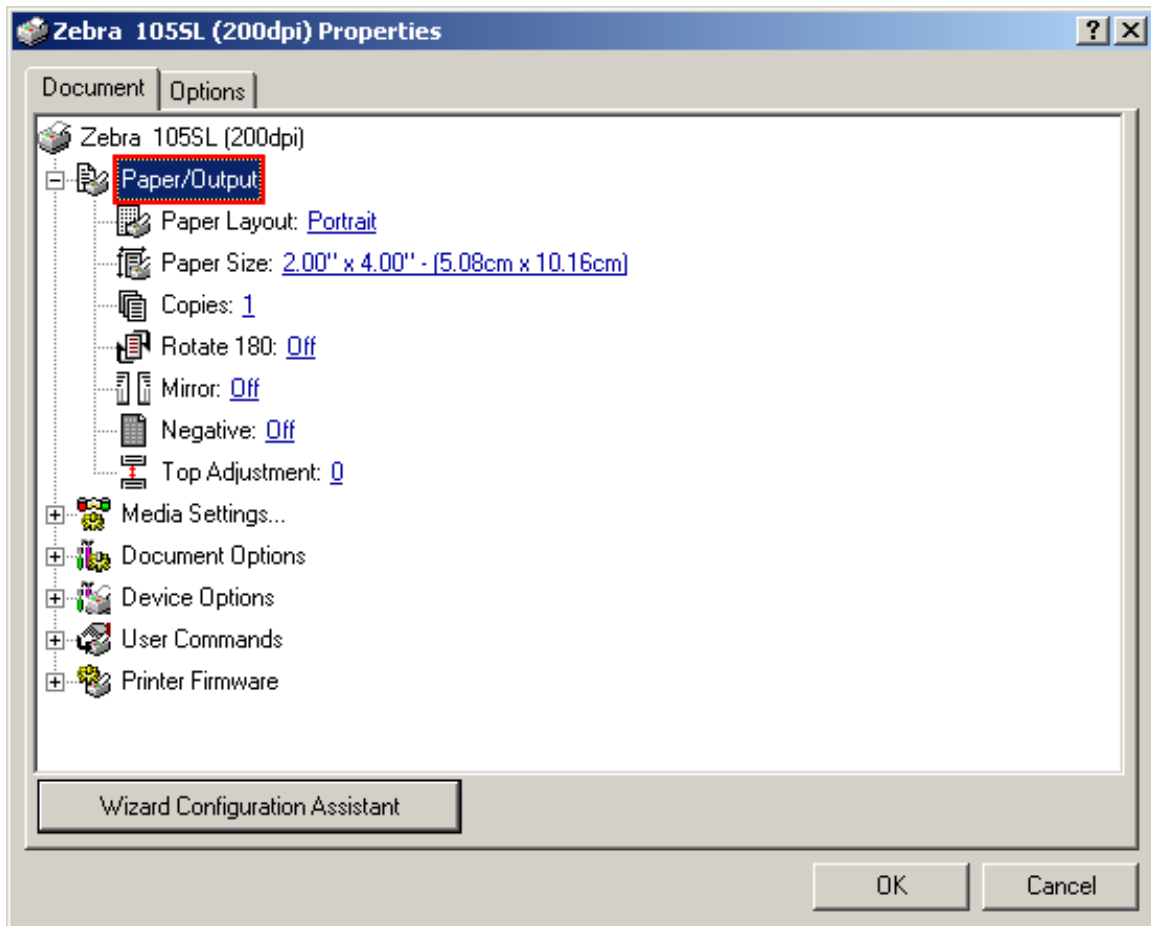 Zebra 105SL (200dpi) Properties
Document Options
Zebra 105SL (200dpi)
Paper/Output
Paper Layout: Portrait
Paper Size: 2.00'' x 4.00'' - (5.08cm x 10.16cm)
Copies: 1
Rotate 180: Off
Mirror: Off
Negative: Off
Top Adjustment: 0
Media Settings...
Document Options
Device Options
User Commands
Printer Firmware
Wizard Configuration Assistant
OK Cancel